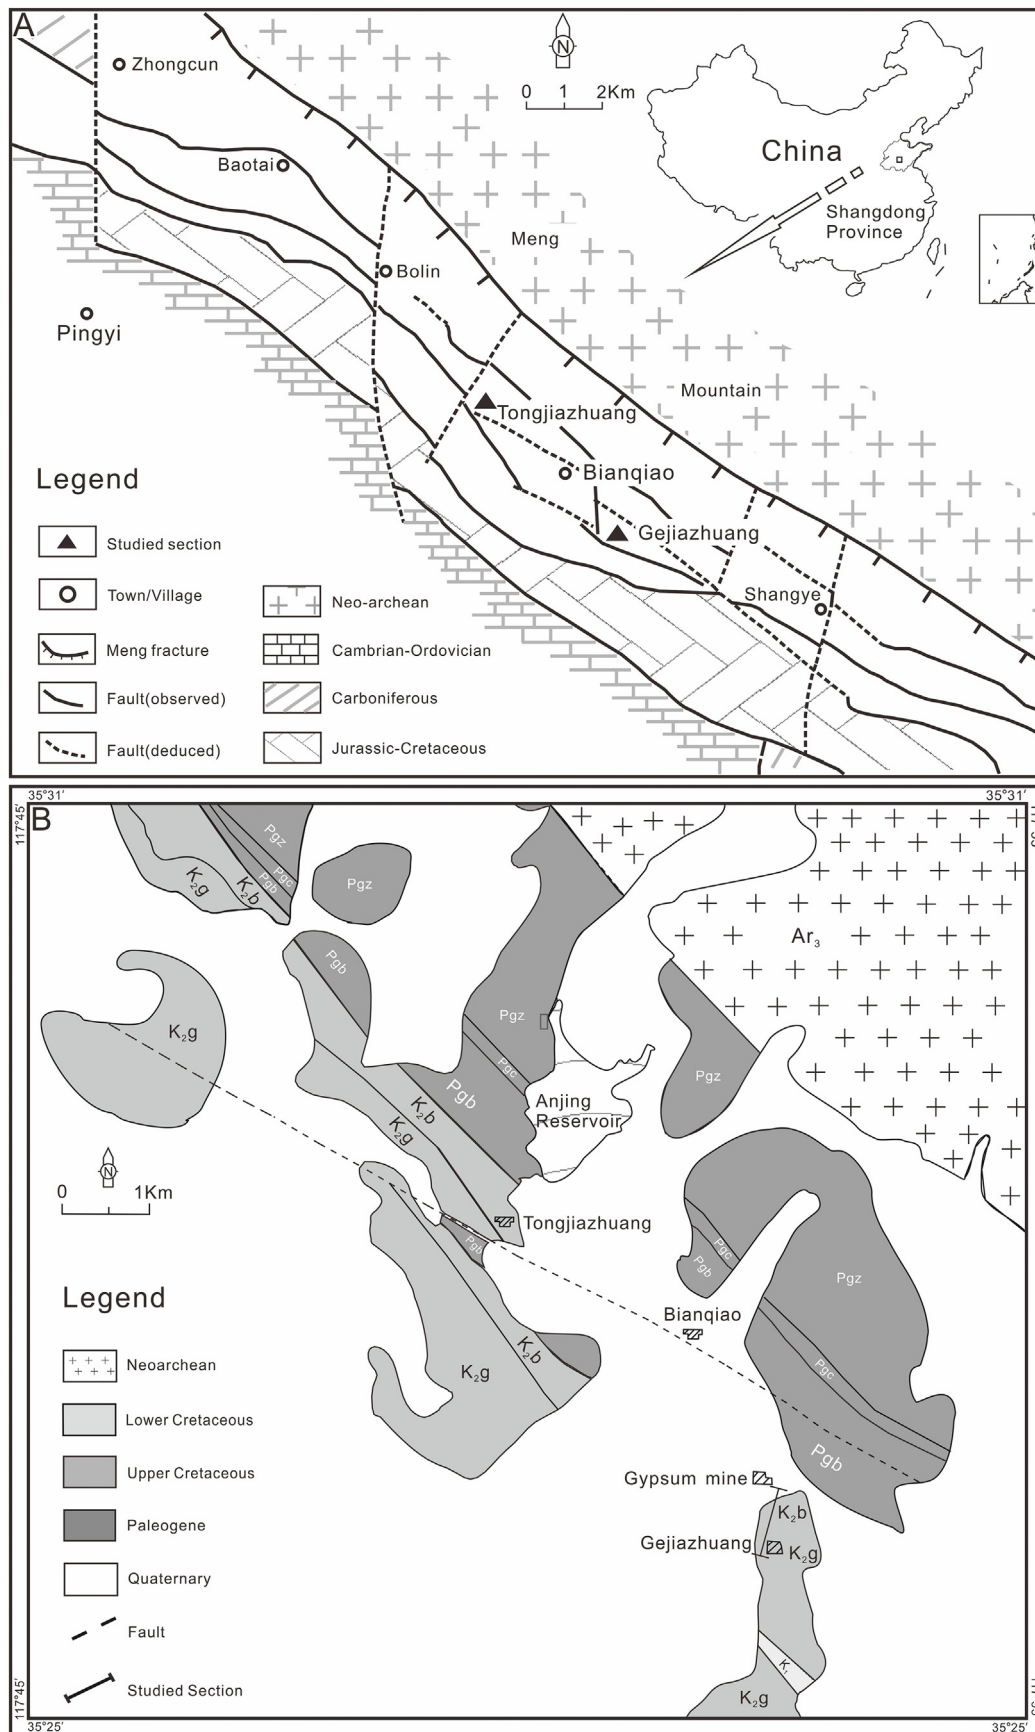 A
Zhongcun
N
0 1 2Km
China
Shangdong
Province
Baotai
Meng
Bolin
Pingyi
Mountain
Tongjiazhuang
Bianqiao
Gejiazhuang
Shangye
Legend
Studied section
Town/Village
Meng fracture
Fault(observed)
Fault(deduced)
Neo-archean
Cambrian-Ordovician
Carboniferous
Jurassic-Cretaceous
35°31′
35°31′
117°45′
B
Pgz
Pgc
Pgb
K₂b
K₂g
Pgz
Ar₃
Pgb
K₂g
Pgz
Pgc
Pgb
K₂b
K₂g
Anjing
Reservoir
Pgz
N
0 1Km
Tongjiazhuang
Pgb
Pgc
Pgb
Pgz
Bianqiao
K₂b
K₂g
Pgc
Pgb
Gypsum mine
K₂b
Gejiazhuang
K₂g
K₁
K₂g
Legend
Neoarchean
Lower Cretaceous
Upper Cretaceous
Paleogene
Quaternary
Fault
Studied Section
117°45′
35°25′
35°25′